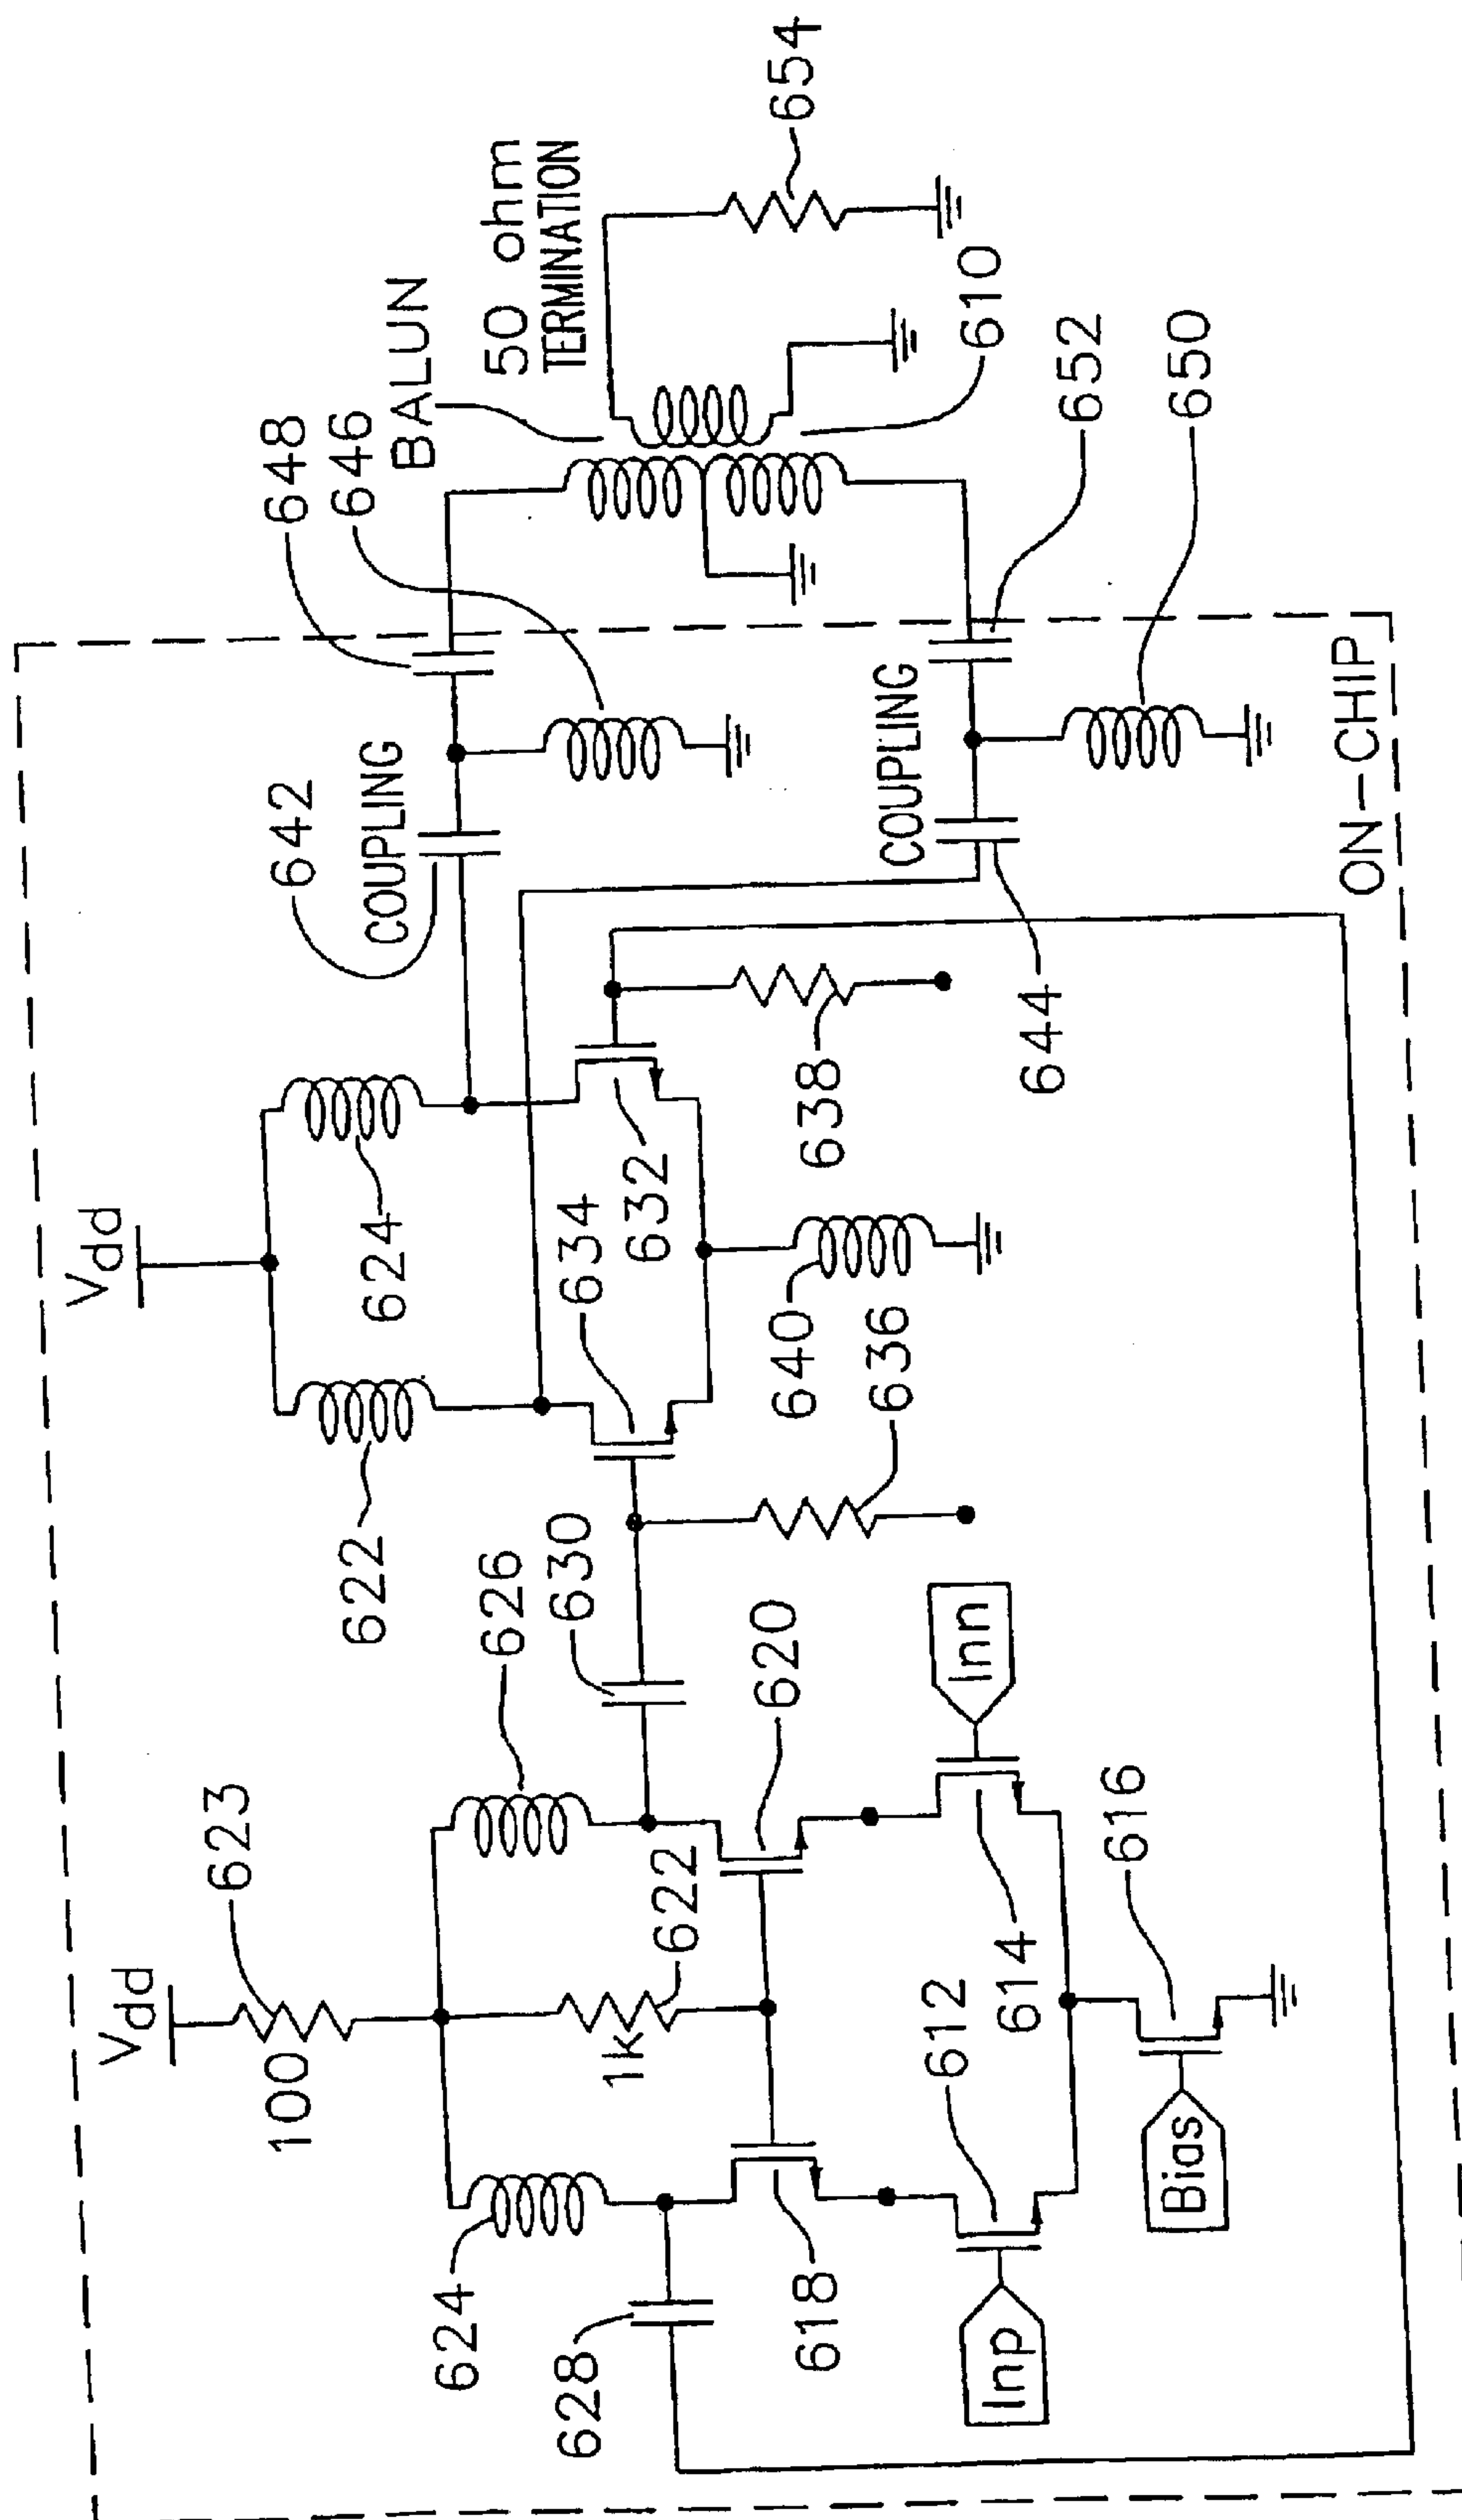 Vdd
623
100
624
622
1K
626
630
628
618
620
612
614
616
Inp
Inn
Bias
Vdd
622
624
634
632
636
638
640
642
COUPLING
648
646
COUPLING
644
652
650
BALUN
610
50 ohm
TERMINATION
654
ON-CHIP